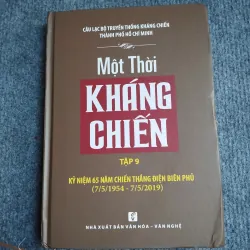 CÂU LẠC BỘ TRUYỀN THỐNG KHÁNG CHIẾN
THÀNH PHỐ HỒ CHÍ MINH
Một Thời
KHÁNG
CHIẾN
TẬP 9
KỶ NIỆM 65 NĂM CHIẾN THẮNG ĐIỆN BIÊN PHỦ
(7/5/1954 - 7/5/2019)
NHÀ XUẤT BẢN VĂN HÓA - VĂN NGHỆ